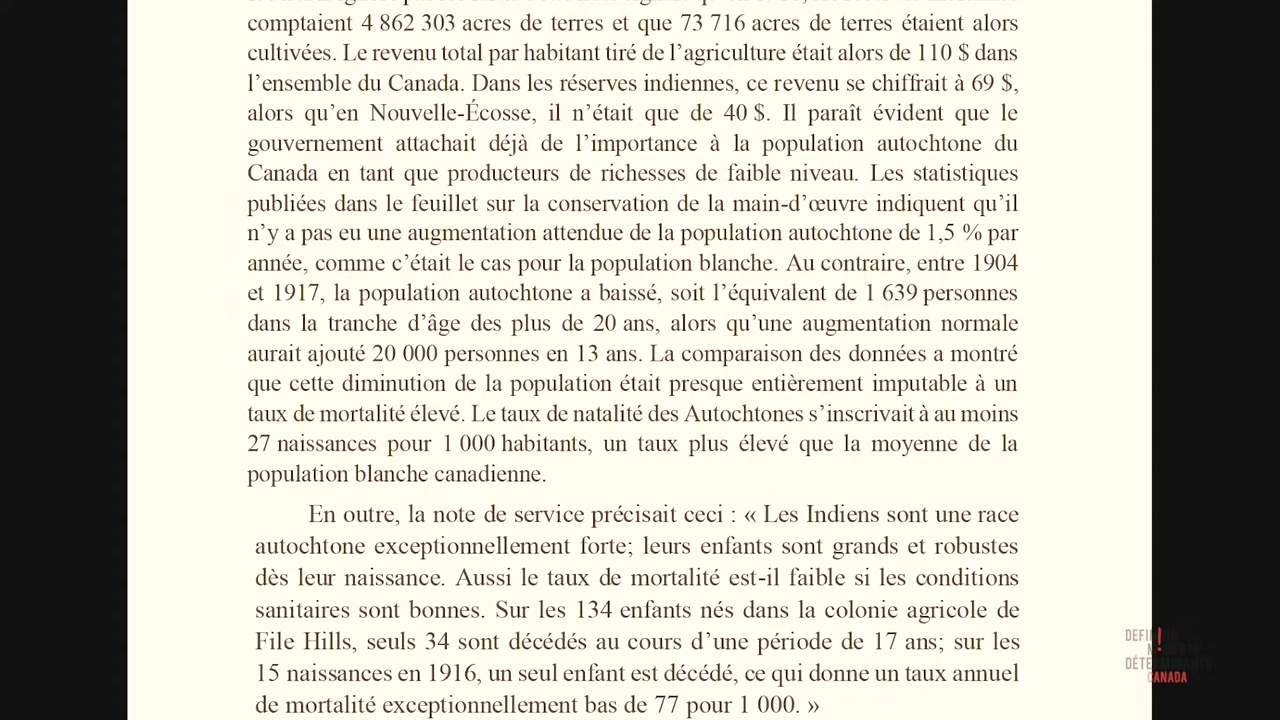 comptaient 4 862 303 acres de terres et que 73 716 acres de terres étaient alors
cultivées. Le revenu total par habitant tiré de l’agriculture était alors de 110 $ dans
l’ensemble du Canada. Dans les réserves indiennes, ce revenu se chiffrait à 69 $,
alors qu’en Nouvelle-Écosse, il n’était que de 40 $. Il paraît évident que le
gouvernement attachait déjà de l’importance à la population autochtone du
Canada en tant que producteurs de richesses de faible niveau. Les statistiques
publiées dans le feuillet sur la conservation de la main-d’œuvre indiquent qu’il
n’y a pas eu une augmentation attendue de la population autochtone de 1,5 % par
année, comme c’était le cas pour la population blanche. Au contraire, entre 1904
et 1917, la population autochtone a baissé, soit l’équivalent de 1 639 personnes
dans la tranche d’âge des plus de 20 ans, alors qu’une augmentation normale
aurait ajouté 20 000 personnes en 13 ans. La comparaison des données a montré
que cette diminution de la population était presque entièrement imputable à un
taux de mortalité élevé. Le taux de natalité des Autochtones s’inscrivait à au moins
27 naissances pour 1 000 habitants, un taux plus élevé que la moyenne de la
population blanche canadienne.
En outre, la note de service précisait ceci : « Les Indiens sont une race
autochtone exceptionnellement forte; leurs enfants sont grands et robustes
dès leur naissance. Aussi le taux de mortalité est-il faible si les conditions
sanitaires sont bonnes. Sur les 134 enfants nés dans la colonie agricole de
File Hills, seuls 34 sont décédés au cours d’une période de 17 ans; sur les
15 naissances en 1916, un seul enfant est décédé, ce qui donne un taux annuel
de mortalité exceptionnellement bas de 77 pour 1 000. »
CANADA